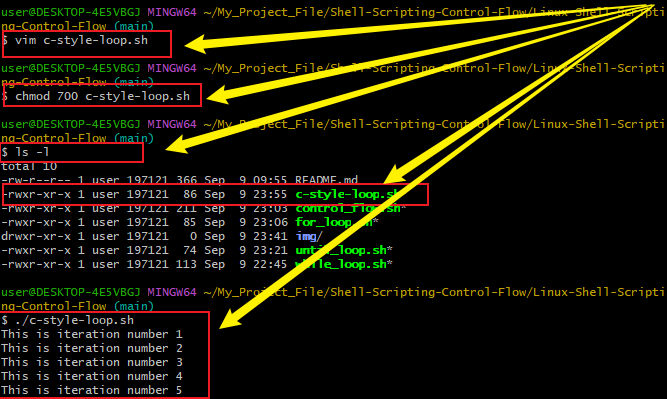 user@DESKTOP-4E5VBGJ MINGW64 ~/My_Project_File/Shell-Scripting-Control-Flow/Linux-Shell-Scripti
ng-Control-Flow (main)
$ vim c-style-loop.sh
user@DESKTOP-4E5VBGJ MINGW64 ~/My_Project_File/Shell-Scripting-Control-Flow/Linux-Shell-Scripti
ng-Control-Flow (main)
$ chmod 700 c-style-loop.sh
user@DESKTOP-4E5VBGJ MINGW64 ~/My_Project_File/Shell-Scripting-Control-Flow/Linux-Shell-Scripti
ng-Control-Flow (main)
$ ls -l
total 10
-rw-r--r-- 1 user 197121 366 Sep  9 09:55 README.md
-rwxr-xr-x 1 user 197121  86 Sep  9 23:55 c-style-loop.sh*
-rwxr-xr-x 1 user 197121 211 Sep  9 23:03 control_flow.sh*
-rwxr-xr-x 1 user 197121  85 Sep  9 23:06 for_loop.sh*
drwxr-xr-x 1 user 197121   0 Sep  9 23:41 img/
-rwxr-xr-x 1 user 197121  74 Sep  9 23:21 until_loop.sh*
-rwxr-xr-x 1 user 197121 113 Sep  9 22:45 while_loop.sh*
user@DESKTOP-4E5VBGJ MINGW64 ~/My_Project_File/Shell-Scripting-Control-Flow/Linux-Shell-Scripti
ng-Control-Flow (main)
$ ./c-style-loop.sh
This is iteration number 1
This is iteration number 2
This is iteration number 3
This is iteration number 4
This is iteration number 5